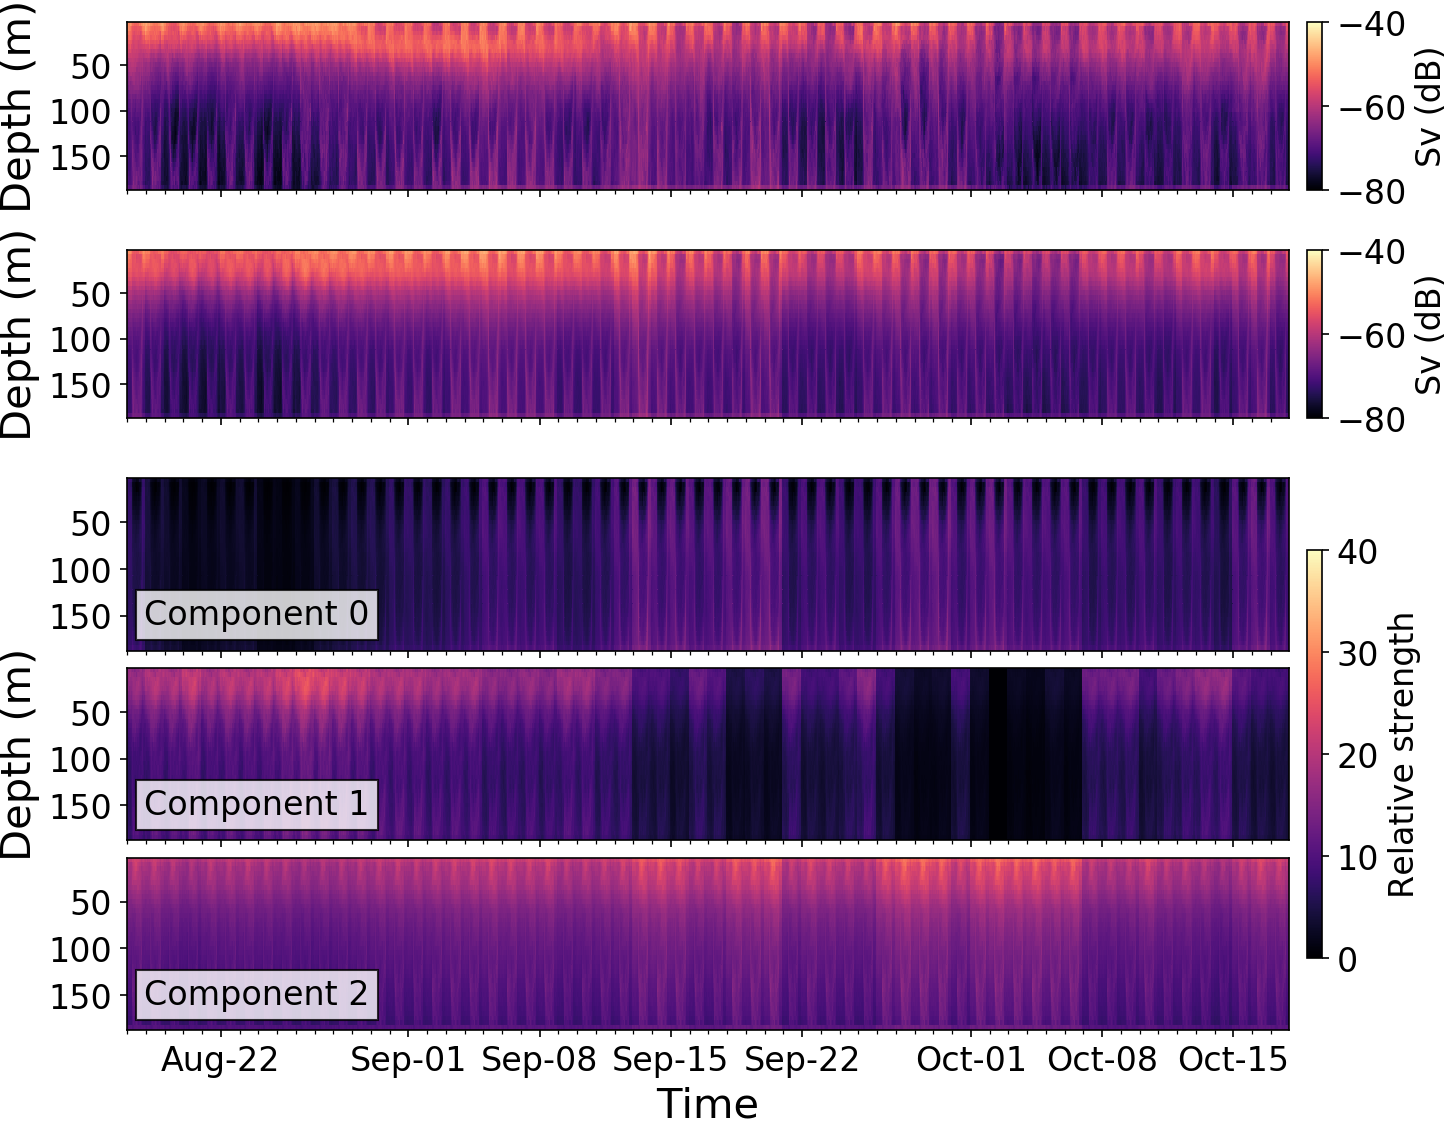 Depth (m)
50
100
150
−40
−60
−80
Sv (dB)
Depth (m)
50
100
150
−40
−60
−80
Sv (dB)
50
100
150
Component 0
Depth (m)
50
100
150
Component 1
50
100
150
Component 2
40
30
20
10
0
Relative strength
Aug-22 Sep-01 Sep-08 Sep-15 Sep-22 Oct-01 Oct-08 Oct-15
Time